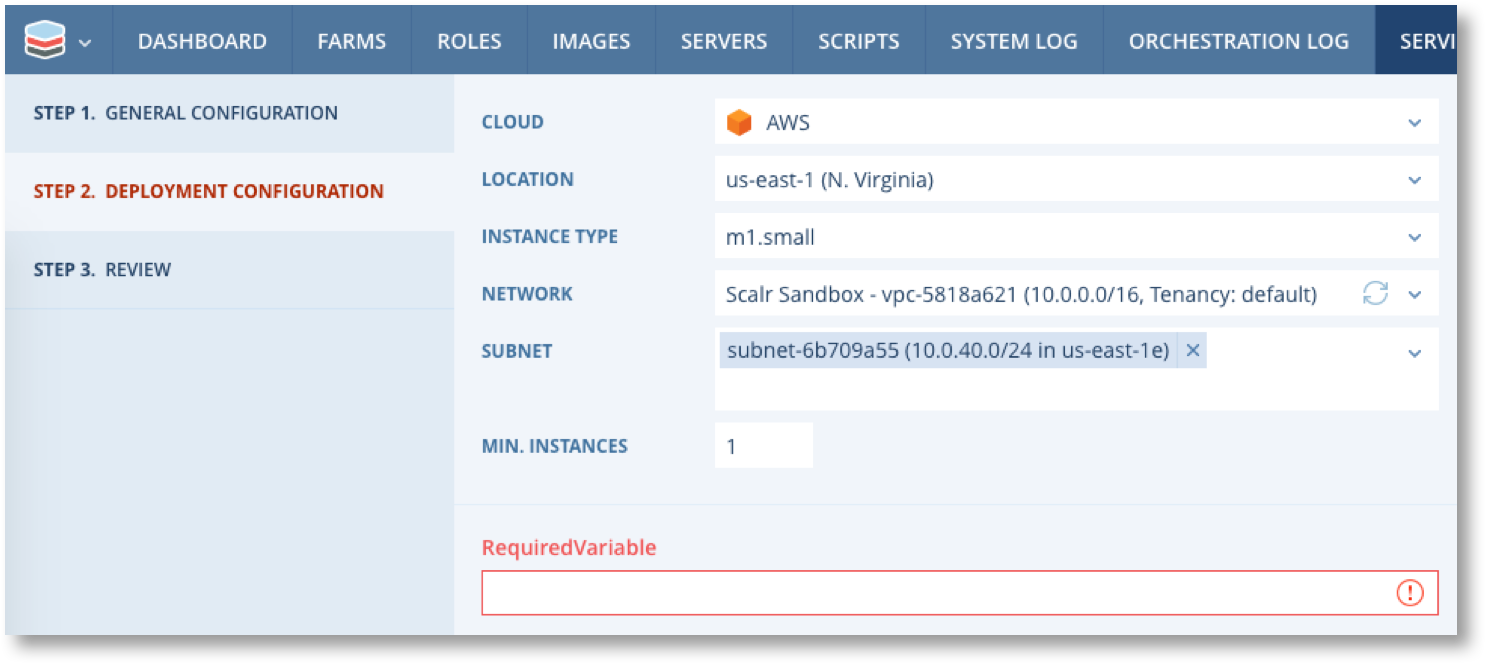 DASHBOARD FARMS ROLES IMAGES SERVERS SCRIPTS SYSTEM LOG ORCHESTRATION LOG SERVI
STEP 1. GENERAL CONFIGURATION
STEP 2. DEPLOYMENT CONFIGURATION
STEP 3. REVIEW
CLOUD AWS
LOCATION us-east-1 (N. Virginia)
INSTANCE TYPE m1.small
NETWORK Scalr Sandbox - vpc-5818a621 (10.0.0.0/16, Tenancy: default)
SUBNET subnet-6b709a55 (10.0.40.0/24 in us-east-1e)
MIN. INSTANCES 1
RequiredVariable